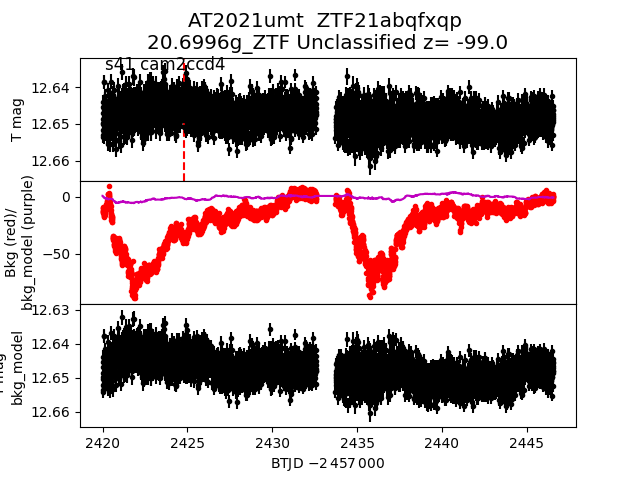 AT2021umt ZTF21abqfxqp
20.6996g_ZTF Unclassified z= -99.0
s41 cam2ccd4
12.64
12.65
12.66
T mag
0
−50
Bkg (red)/
bkg_model (purple)
12.63
12.64
12.65
12.66
mag
bkg_model
2420
2425
2430
2435
2440
2445
BTJD −2 457 000